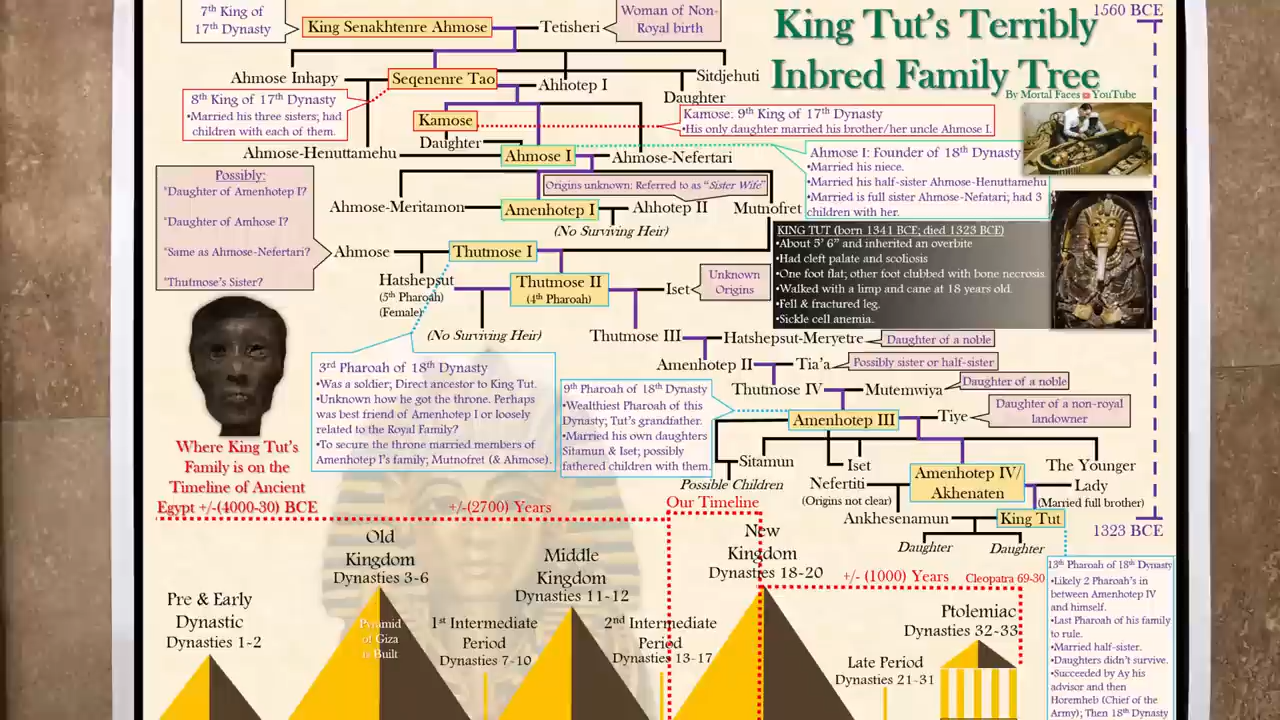 7th King of
17th Dynasty
King Senakhtenre Ahmose
Tetisheri
Woman of Non-
Royal birth
King Tut's Terribly
Inbred Family Tree
By Mortal Faces YouTube
1560 BCE
Ahmose Inhapy
Seqenenre Tao
Ahhotep I
Sitdjehuti
Daughter
8th King of 17th Dynasty
•Married his three sisters; had
children with each of them.
Kamose
Kamose: 9th King of 17th Dynasty
•His only daughter married his brother/her uncle Ahmose I.
Daughter
Ahmose-Henuttamehu
Ahmose I
Ahmose-Nefertari
Ahmose I: Founder of 18th Dynasty
•Married his niece.
•Married his half-sister Ahmose-Henuttamehu
•Married is full sister Ahmose-Nefatari; had 3
children with her.
Possibly:
*Daughter of Amenhotep I?
*Daughter of Amhose I?
*Same as Ahmose-Nefertari?
*Thutmose's Sister?
Origins unknown: Referred to as "Sister Wife"
Ahmose-Meritamon
Amenhotep I
Ahhotep II
Mutnofret
(No Surviving Heir)
KING TUT (born 1341 BCE; died 1323 BCE)
•About 5' 6" and inherited an overbite
•Had cleft palate and scoliosis
•One foot flat; other foot clubbed with bone necrosis.
•Walked with a limp and cane at 18 years old.
•Fell & fractured leg.
•Sickle cell anemia.
Ahmose
Thutmose I
Hatshepsut
(5th Pharoah)
(Female)
Thutmose II
(4th Pharoah)
Iset
Unknown
Origins
(No Surviving Heir)
Thutmose III
Hatshepsut-Meryetre
Daughter of a noble
Amenhotep II
Tia'a
Possibly sister or half-sister
Thutmose IV
Mutemwiya
Daughter of a noble
3rd Pharoah of 18th Dynasty
•Was a soldier; Direct ancestor to King Tut.
•Unknown how he got the throne. Perhaps
was best friend of Amenhotep I or loosely
related to the Royal Family?
•To secure the throne married members of
Amenhotep I's family; Mutnofret (& Ahmose).
9th Pharoah of 18th Dynasty
•Wealthiest Pharoah of this
Dynasty; Tut's grandfather.
•Married his own daughters
Sitamun & Iset; possibly
fathered children with them.
Amenhotep III
Tiye
Daughter of a non-royal
landowner
Sitamun
Iset
Possible Children
Nefertiti
(Origins not clear)
Amenhotep IV/
Akhenaten
The Younger
Lady
(Married full brother)
Ankhesenamun
King Tut
Daughter
Daughter
1323 BCE
Where King Tut's
Family is on the
Timeline of Ancient
Egypt +/-(4000-30) BCE
+/-(2700) Years
Our Timeline
+/- (1000) Years
Cleopatra 69-30
Pre & Early
Dynastic
Dynasties 1-2
Old
Kingdom
Dynasties 3-6
Pyramid
of Giza
is Built
1st Intermediate
Period
Dynasties 7-10
Middle
Kingdom
Dynasties 11-12
2nd Intermediate
Period
Dynasties 13-17
New
Kingdom
Dynasties 18-20
Late Period
Dynasties 21-31
Ptolemiac
Dynasties 32-33
13th Pharoah of 18th Dynasty
•Likely 2 Pharoah's in
between Amenhotep IV
and himself.
•Last Pharoah of his family
to rule.
•Married half-sister.
•Daughters didn't survive.
•Succeeded by Ay his
advisor and then
Horemheb (Chief of the
Army); Then 18th Dynasty